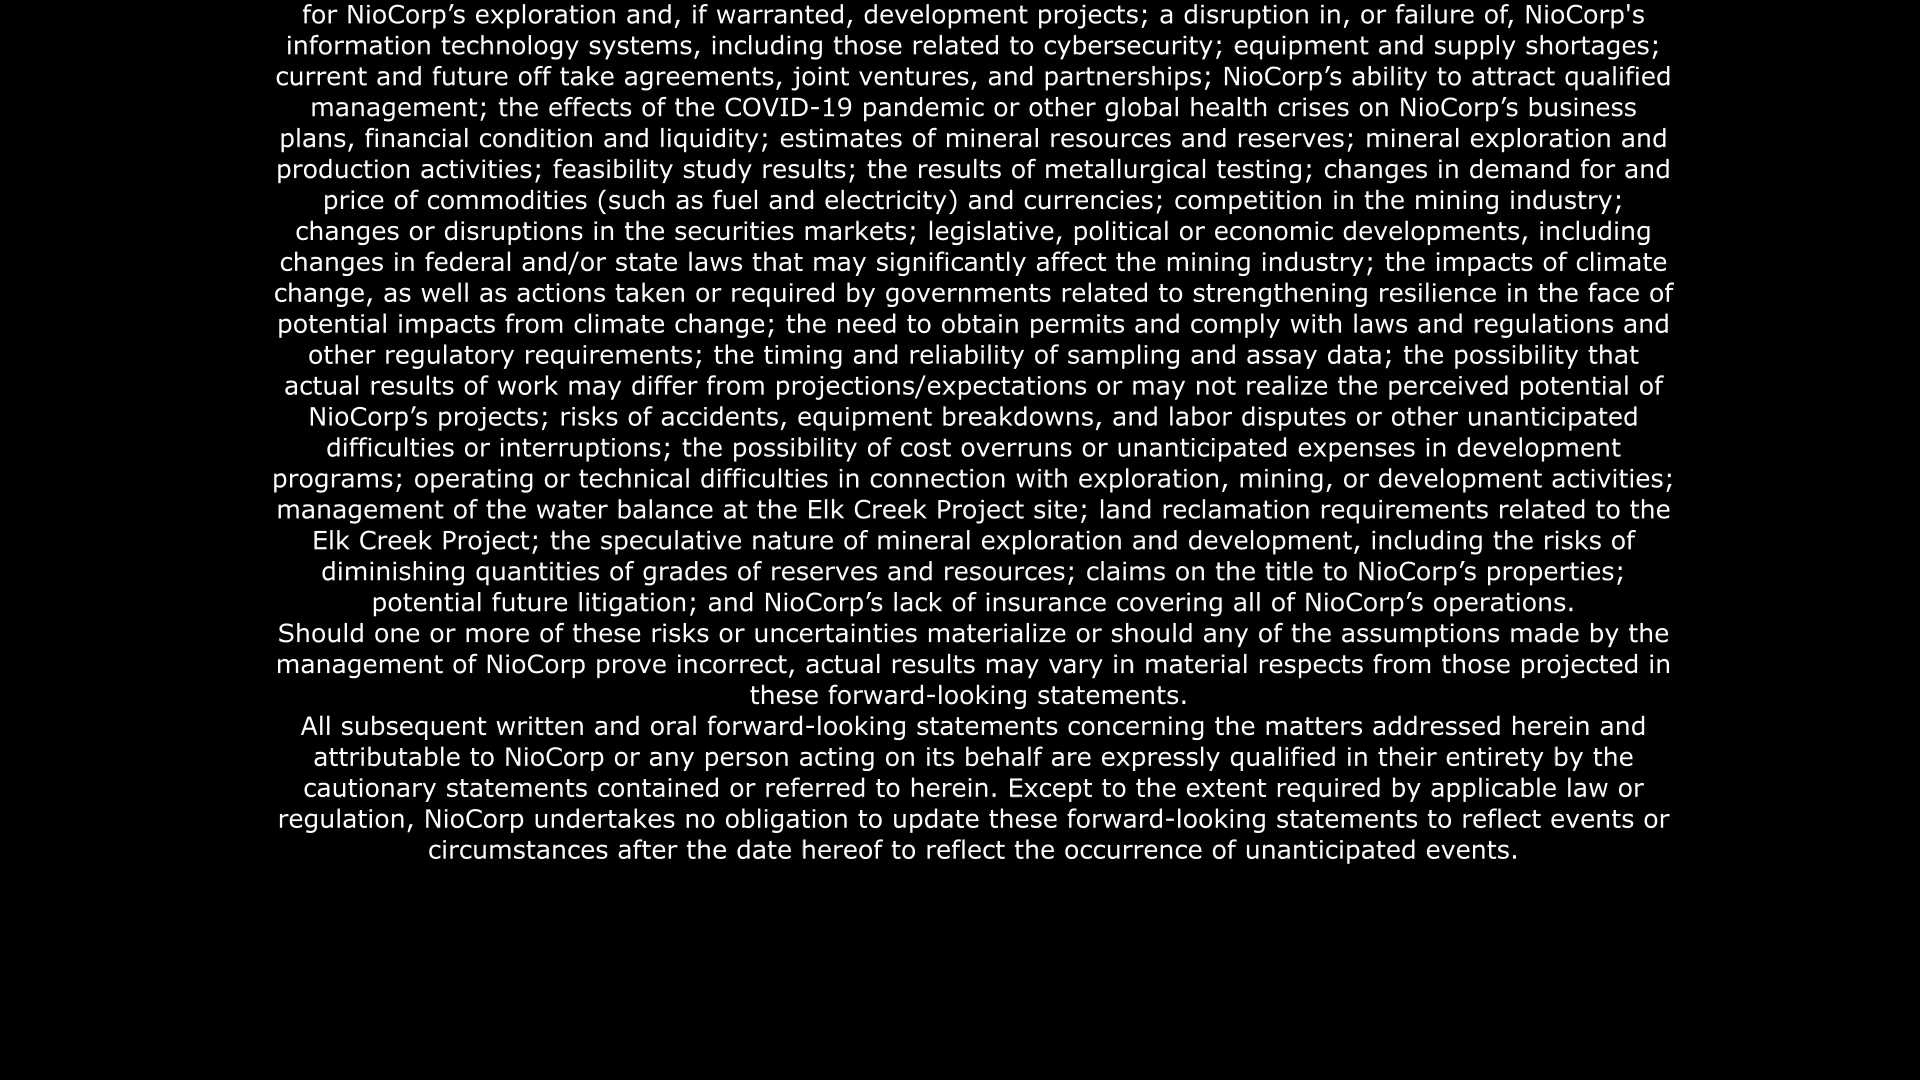 for NioCorp’s exploration and, if warranted, development projects; a disruption in, or failure of, NioCorp's
information technology systems, including those related to cybersecurity; equipment and supply shortages;
current and future off take agreements, joint ventures, and partnerships; NioCorp’s ability to attract qualified
management; the effects of the COVID-19 pandemic or other global health crises on NioCorp’s business
plans, financial condition and liquidity; estimates of mineral resources and reserves; mineral exploration and
production activities; feasibility study results; the results of metallurgical testing; changes in demand for and
price of commodities (such as fuel and electricity) and currencies; competition in the mining industry;
changes or disruptions in the securities markets; legislative, political or economic developments, including
changes in federal and/or state laws that may significantly affect the mining industry; the impacts of climate
change, as well as actions taken or required by governments related to strengthening resilience in the face of
potential impacts from climate change; the need to obtain permits and comply with laws and regulations and
other regulatory requirements; the timing and reliability of sampling and assay data; the possibility that
actual results of work may differ from projections/expectations or may not realize the perceived potential of
NioCorp’s projects; risks of accidents, equipment breakdowns, and labor disputes or other unanticipated
difficulties or interruptions; the possibility of cost overruns or unanticipated expenses in development
programs; operating or technical difficulties in connection with exploration, mining, or development activities;
management of the water balance at the Elk Creek Project site; land reclamation requirements related to the
Elk Creek Project; the speculative nature of mineral exploration and development, including the risks of
diminishing quantities of grades of reserves and resources; claims on the title to NioCorp’s properties;
potential future litigation; and NioCorp’s lack of insurance covering all of NioCorp’s operations.
Should one or more of these risks or uncertainties materialize or should any of the assumptions made by the
management of NioCorp prove incorrect, actual results may vary in material respects from those projected in
these forward-looking statements.
All subsequent written and oral forward-looking statements concerning the matters addressed herein and
attributable to NioCorp or any person acting on its behalf are expressly qualified in their entirety by the
cautionary statements contained or referred to herein. Except to the extent required by applicable law or
regulation, NioCorp undertakes no obligation to update these forward-looking statements to reflect events or
circumstances after the date hereof to reflect the occurrence of unanticipated events.